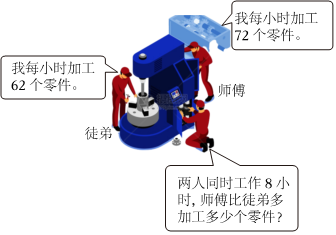 我每小时加工
72 个零件。
我每小时加工
62 个零件。
师傅
徒弟
两人同时工作 8 小
时, 师傅比徒弟多
加工多少个零件?